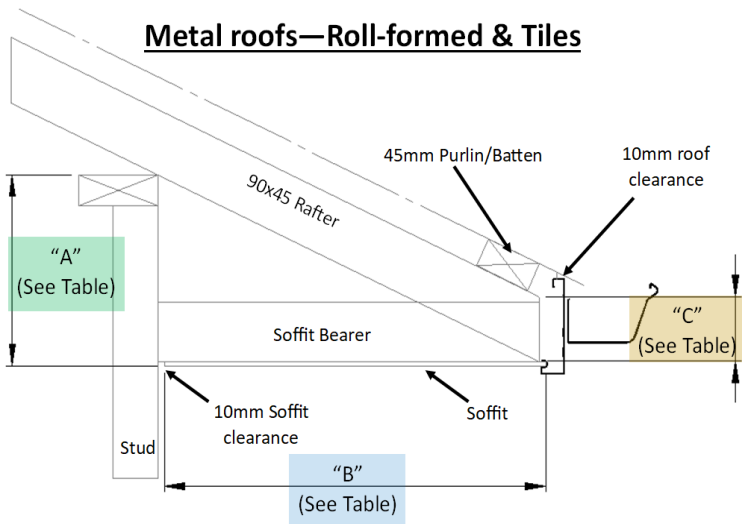 Metal roofs—Roll-formed & Tiles
45mm Purlin/Batten
10mm roof
clearance
90x45 Rafter
“A”
(See Table)
“C”
(See Table)
Soffit Bearer
10mm Soffit
clearance
Soffit
Stud
“B”
(See Table)